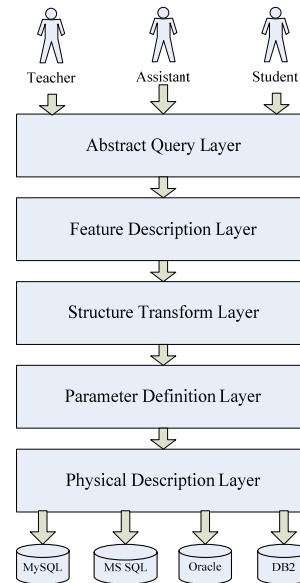 Teacher Assistant Student
Abstract Query Layer
Feature Description Layer
Structure Transform Layer
Parameter Definition Layer
Physical Description Layer
MySQL MS SQL Oracle DB2